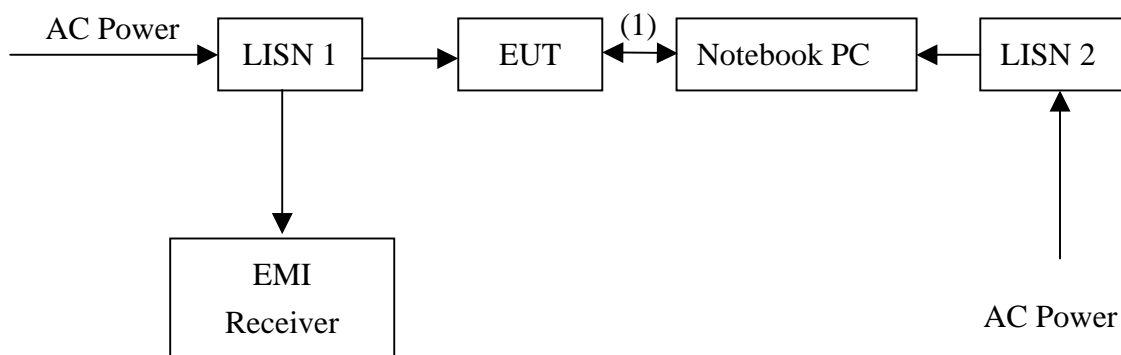 AC Power
(1)
LISN 1
EUT
Notebook PC
LISN 2
EMI
Receiver
AC Power